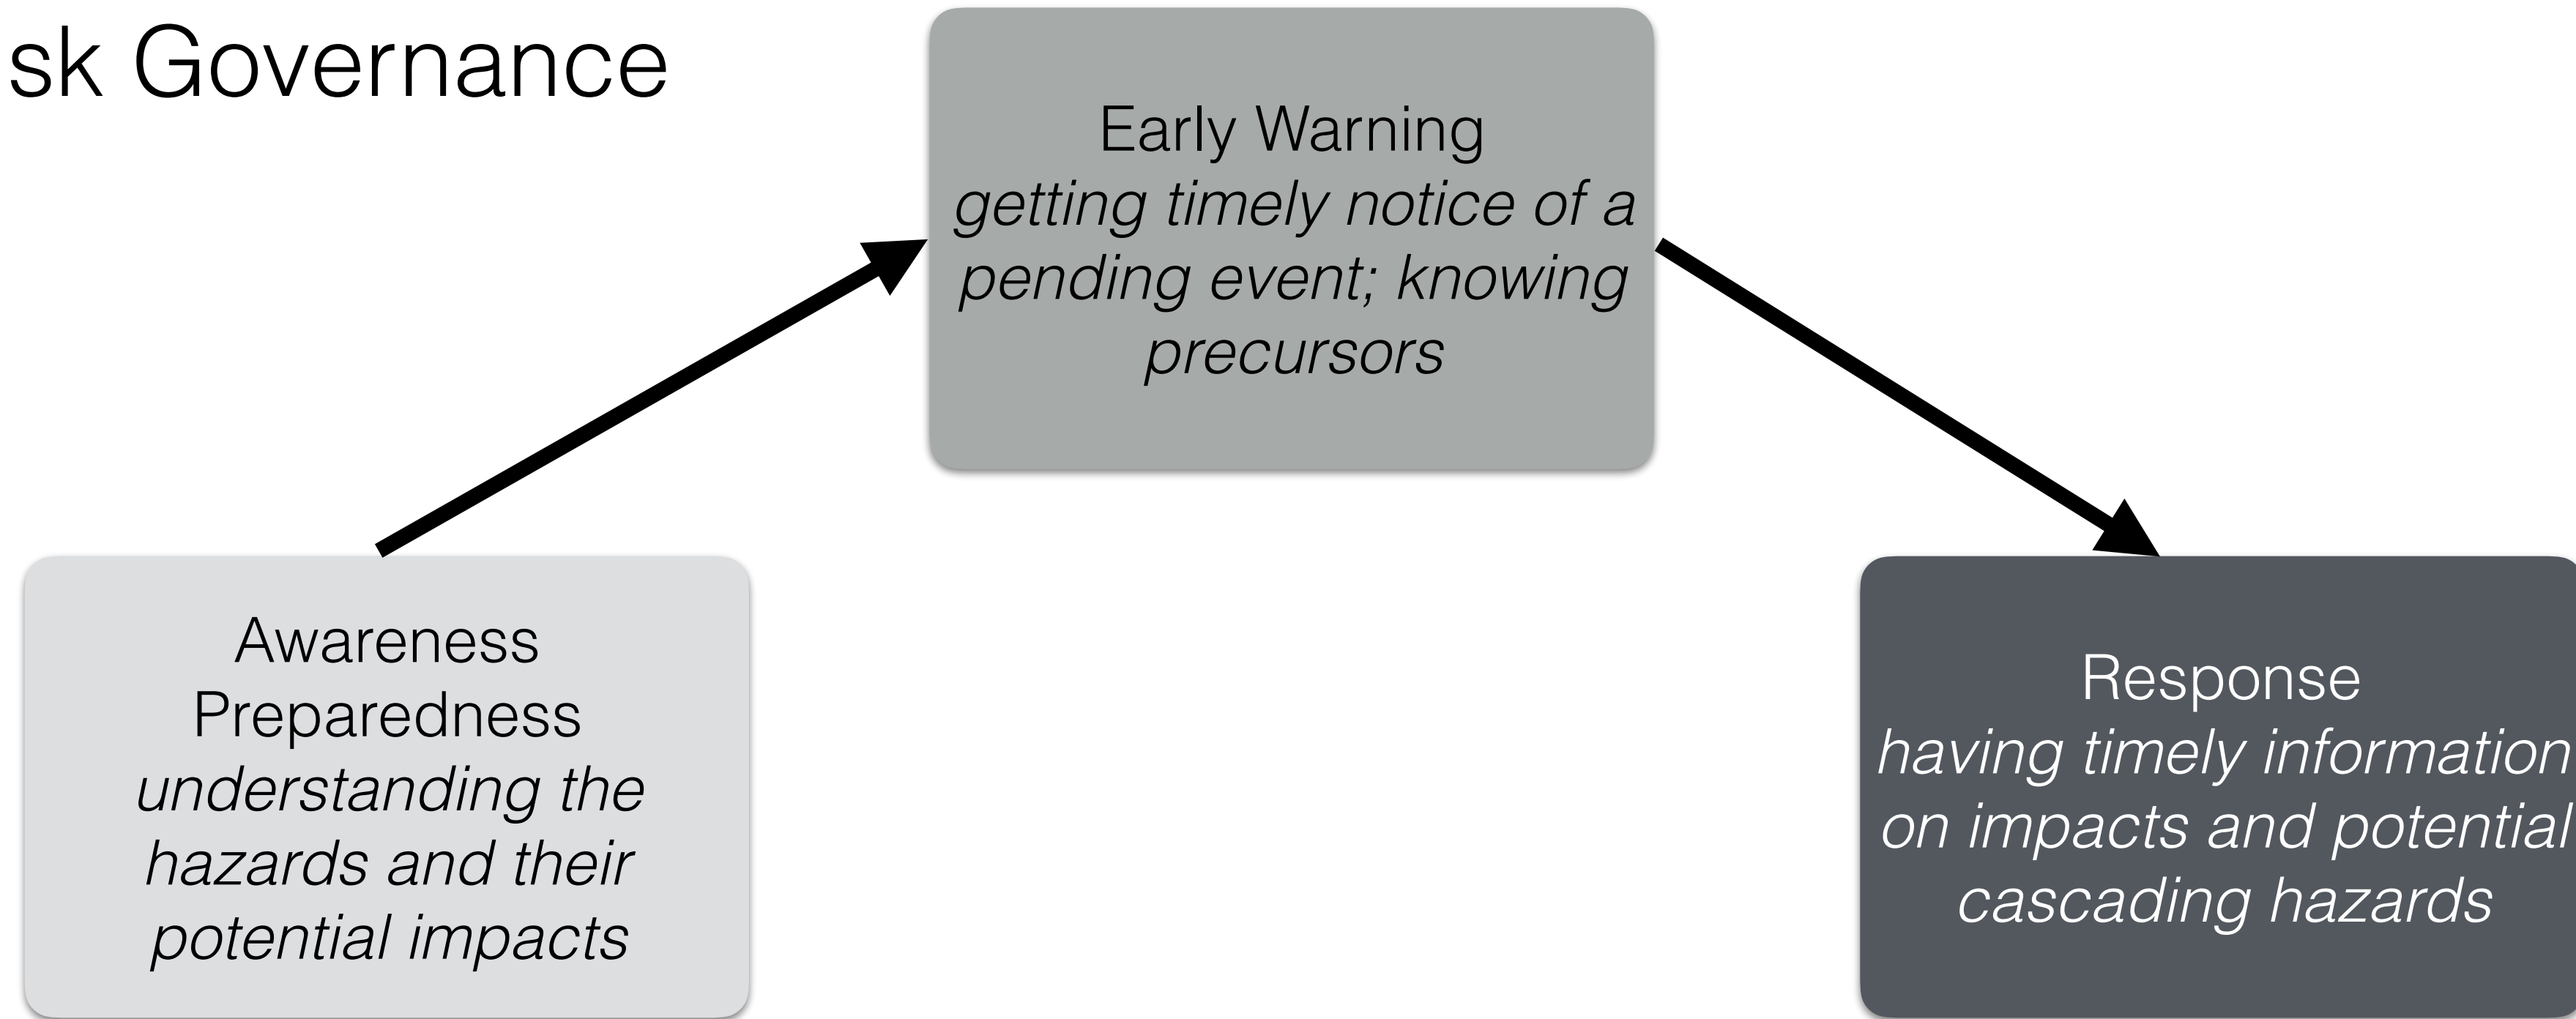 sk Governance
Early Warning
getting timely notice of a
pending event; knowing
precursors
Awareness
Preparedness
understanding the
hazards and their
potential impacts
Response
having timely information
on impacts and potential
cascading hazards